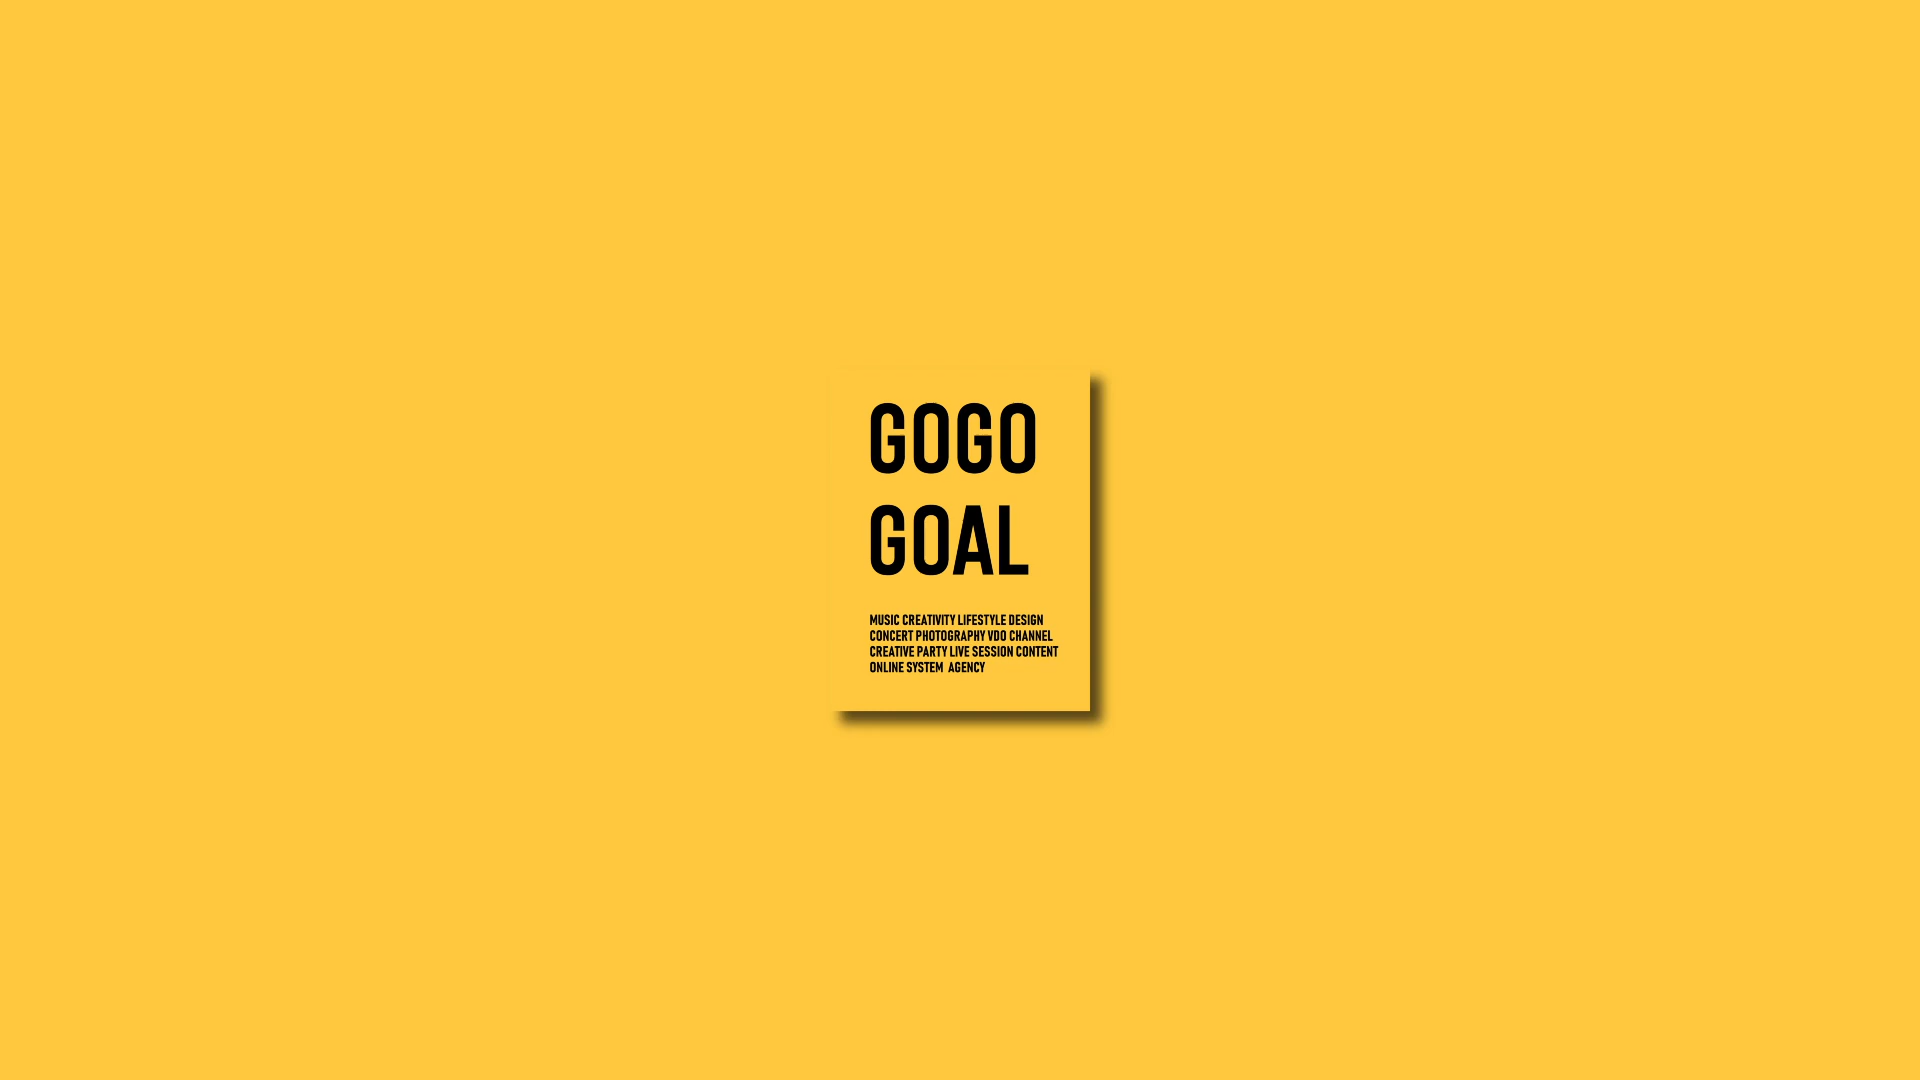 GOGO
GOAL
MUSIC CREATIVITY LIFESTYLE DESIGN
CONCERT PHOTOGRAPHY VDO CHANNEL
CREATIVE PARTY LIVE SESSION CONTENT
ONLINE SYSTEM  AGENCY